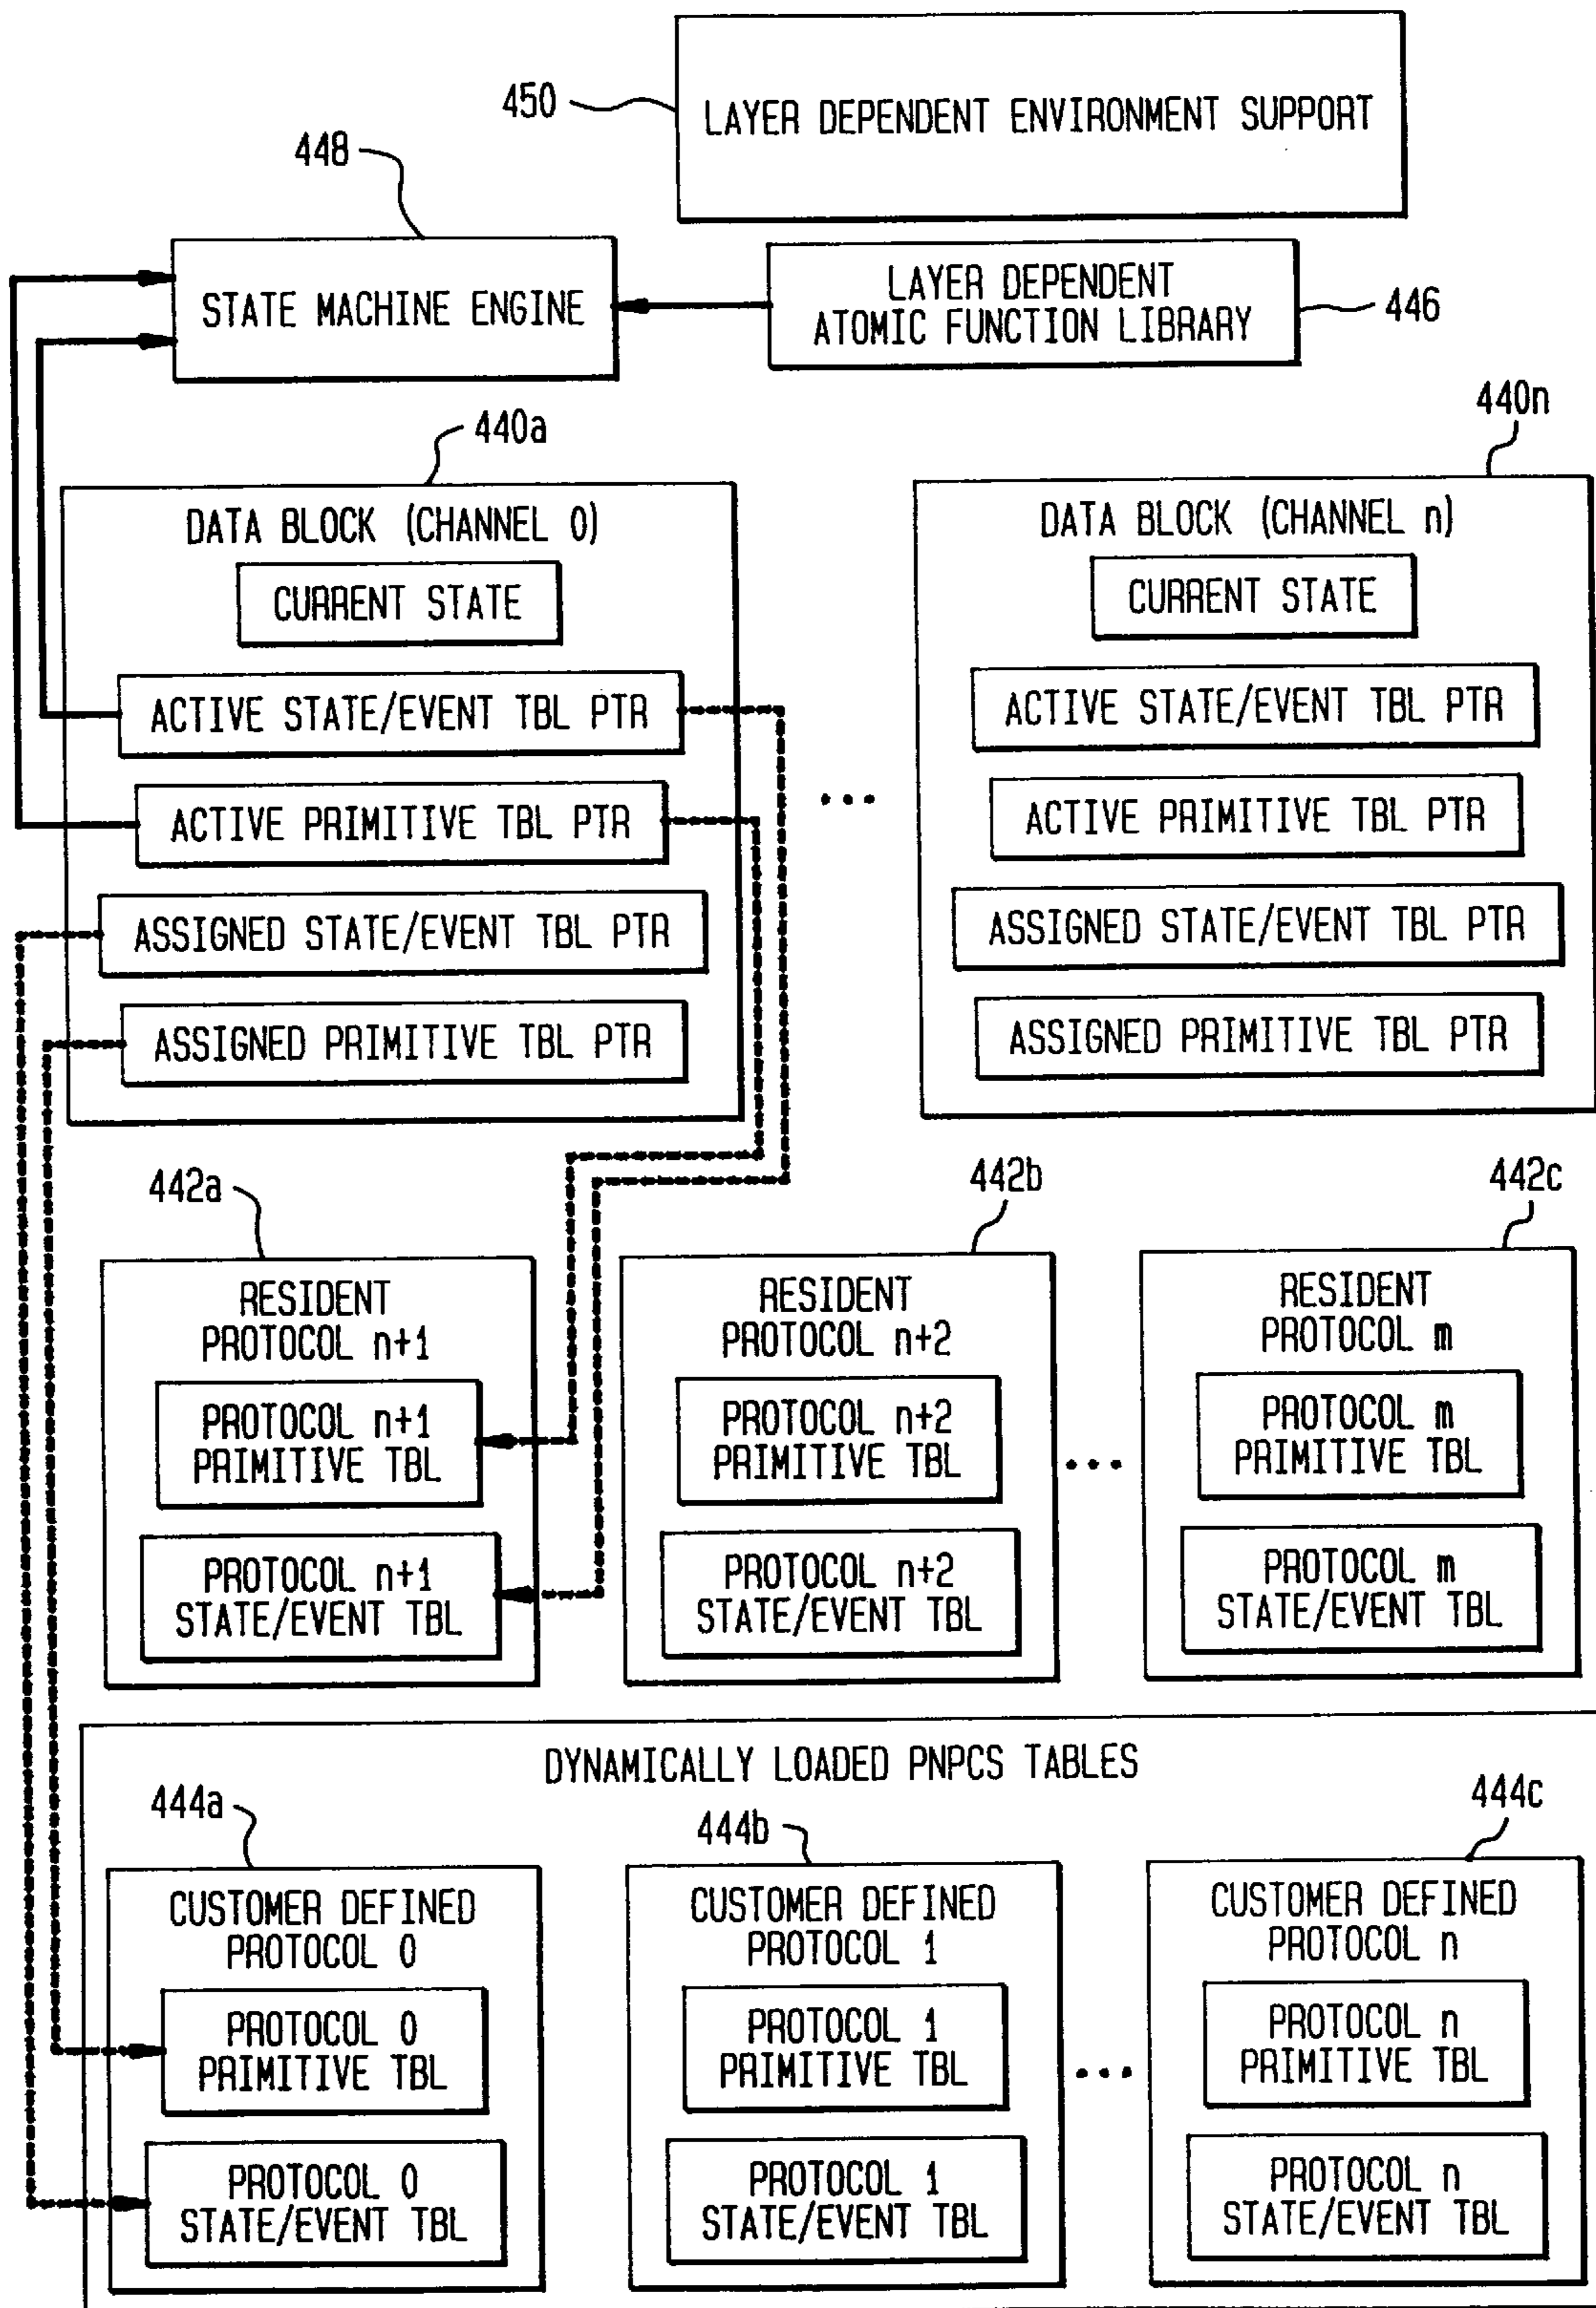 450
LAYER DEPENDENT ENVIRONMENT SUPPORT
448
STATE MACHINE ENGINE
LAYER DEPENDENT
ATOMIC FUNCTION LIBRARY
446
440a
DATA BLOCK (CHANNEL 0)
CURRENT STATE
ACTIVE STATE/EVENT TBL PTR
ACTIVE PRIMITIVE TBL PTR
ASSIGNED STATE/EVENT TBL PTR
ASSIGNED PRIMITIVE TBL PTR
...
440n
DATA BLOCK (CHANNEL n)
CURRENT STATE
ACTIVE STATE/EVENT TBL PTR
ACTIVE PRIMITIVE TBL PTR
ASSIGNED STATE/EVENT TBL PTR
ASSIGNED PRIMITIVE TBL PTR
442a
RESIDENT
PROTOCOL n+1
PROTOCOL n+1
PRIMITIVE TBL
PROTOCOL n+1
STATE/EVENT TBL
442b
RESIDENT
PROTOCOL n+2
PROTOCOL n+2
PRIMITIVE TBL
PROTOCOL n+2
STATE/EVENT TBL
...
442c
RESIDENT
PROTOCOL m
PROTOCOL m
PRIMITIVE TBL
PROTOCOL m
STATE/EVENT TBL
DYNAMICALLY LOADED PNPCS TABLES
444a
CUSTOMER DEFINED
PROTOCOL 0
PROTOCOL 0
PRIMITIVE TBL
PROTOCOL 0
STATE/EVENT TBL
444b
CUSTOMER DEFINED
PROTOCOL 1
PROTOCOL 1
PRIMITIVE TBL
PROTOCOL 1
STATE/EVENT TBL
...
444c
CUSTOMER DEFINED
PROTOCOL n
PROTOCOL n
PRIMITIVE TBL
PROTOCOL n
STATE/EVENT TBL